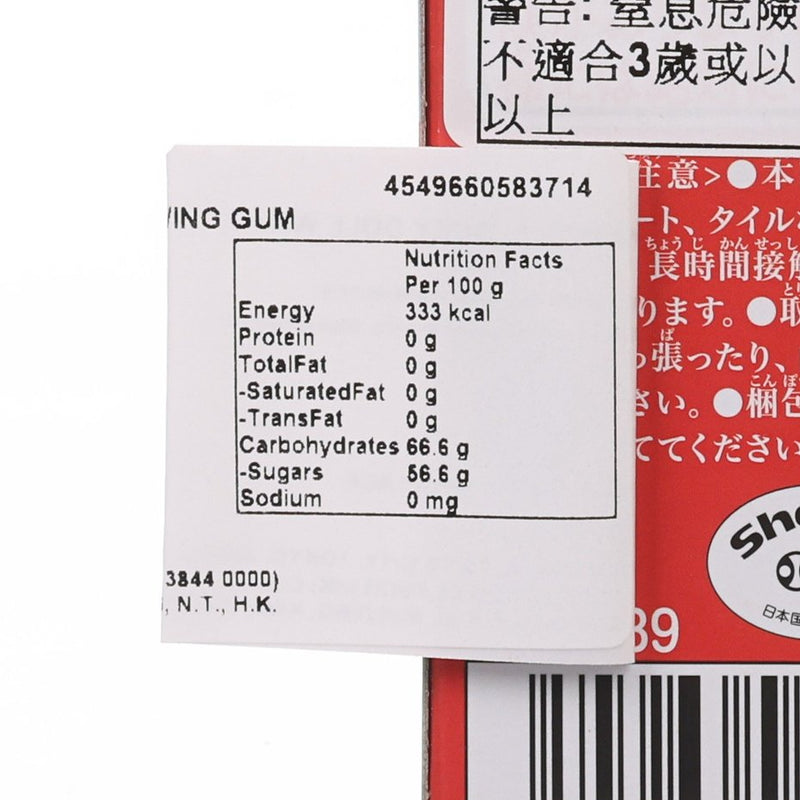 警告: 窒息危險
不適合3歲或以
以上
4549660583714
VING GUM
Nutrition Facts
Per 100 g
Energy 333 kcal
Protein 0 g
TotalFat 0 g
-SaturatedFat 0 g
-TransFat 0 g
Carbohydrates 66.6 g
-Sugars 56.6 g
Sodium 0 mg
3844 0000)
, N.T., H.K.
注意>●本
ート、タイル
長時間接触
ります。●取
っ張ったり、
さい。●梱包
ててください
Sh
日本国
39